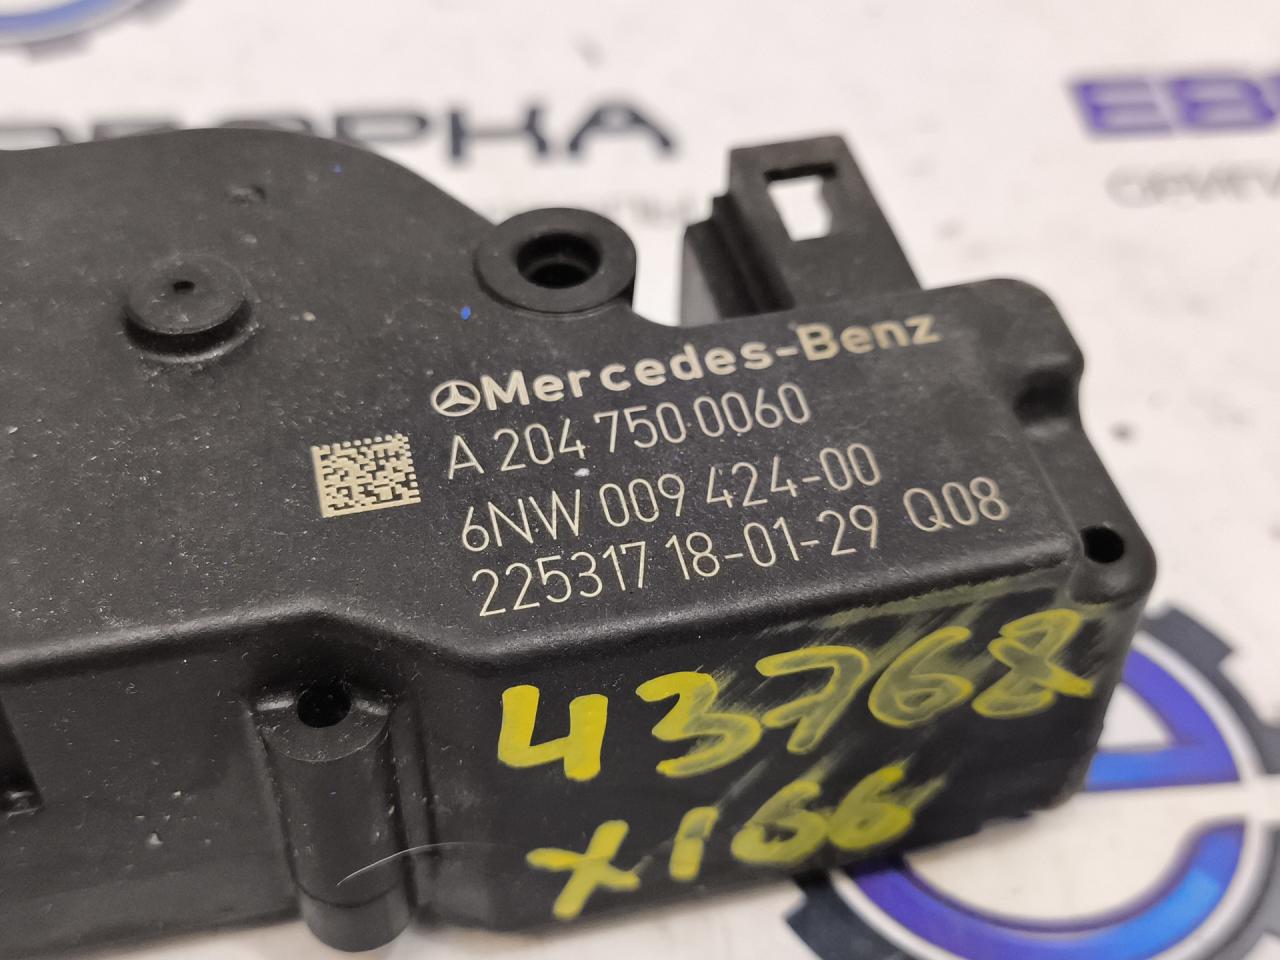 Mercedes-Benz
A 204 750 0060
6NW 009 424-00
225317 18-01-29 Q08
43768
X166